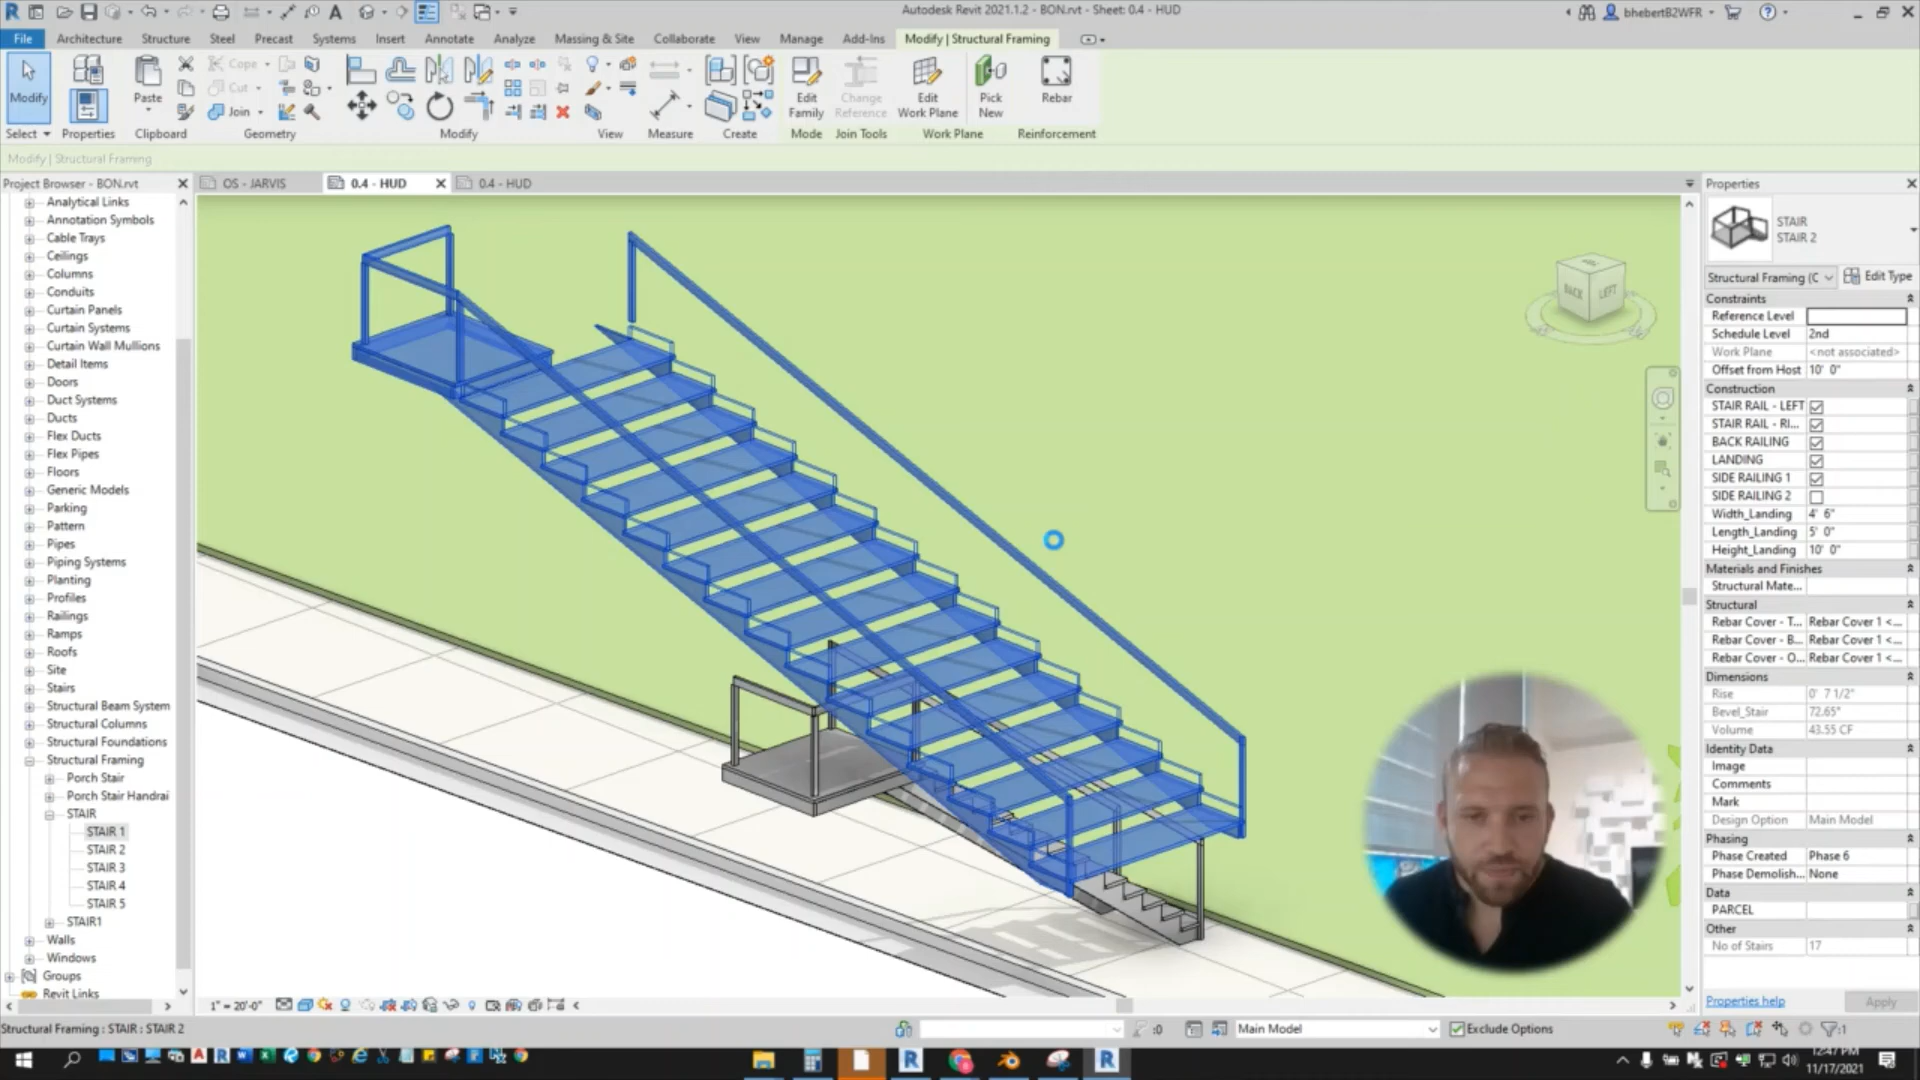 Autodesk Revit 2021.1.2 - BON.rvt - Sheet: 0.4 - HUD
bhebertB2WFR
File Architecture Structure Steel Precast Systems Insert Annotate Analyze Massing & Site Collaborate View Manage Add-Ins Modify | Structural Framing
Modify Paste Cope Cut Join
Edit Family Change Reference Edit Work Plane Pick New Rebar
Select Properties Clipboard Geometry Modify View Measure Create Mode Join Tools Work Plane Reinforcement
Modify | Structural Framing
Project Browser - BON.rvt
OS - JARVIS 0.4 - HUD 0.4 - HUD
Analytical Links
Annotation Symbols
Cable Trays
Ceilings
Columns
Conduits
Curtain Panels
Curtain Systems
Curtain Wall Mullions
Detail Items
Doors
Duct Systems
Ducts
Flex Ducts
Flex Pipes
Floors
Generic Models
Parking
Pattern
Pipes
Piping Systems
Planting
Profiles
Railings
Ramps
Roofs
Site
Stairs
Structural Beam System
Structural Columns
Structural Foundations
Structural Framing
Porch Stair
Porch Stair Handrai
STAIR
STAIR 1
STAIR 2
STAIR 3
STAIR 4
STAIR 5
STAIR1
Walls
Windows
Groups
Revit Links
BACK LEFT
Properties
STAIR
STAIR 2
Structural Framing (C Edit Type
Constraints
Reference Level
Schedule Level 2nd
Work Plane <not associated>
Offset from Host 10' 0"
Construction
STAIR RAIL - LEFT
STAIR RAIL - RI...
BACK RAILING
LANDING
SIDE RAILING 1
SIDE RAILING 2
Width_Landing 4' 6"
Length_Landing 5' 0"
Height_Landing 10' 0"
Materials and Finishes
Structural Mate...
Structural
Rebar Cover - T... Rebar Cover 1 <...
Rebar Cover - B... Rebar Cover 1 <...
Rebar Cover - O... Rebar Cover 1 <...
Dimensions
Rise 0' 7 1/2"
Bevel_Stair 72.65°
Volume 43.55 CF
Identity Data
Image
Comments
Mark
Design Option Main Model
Phasing
Phase Created Phase 6
Phase Demolish... None
Data
PARCEL
Other
No of Stairs 17
Properties help Apply
1" = 20'-0"
Structural Framing : STAIR : STAIR 2
:0 Main Model Exclude Options :1
12:47 PM
11/17/2021